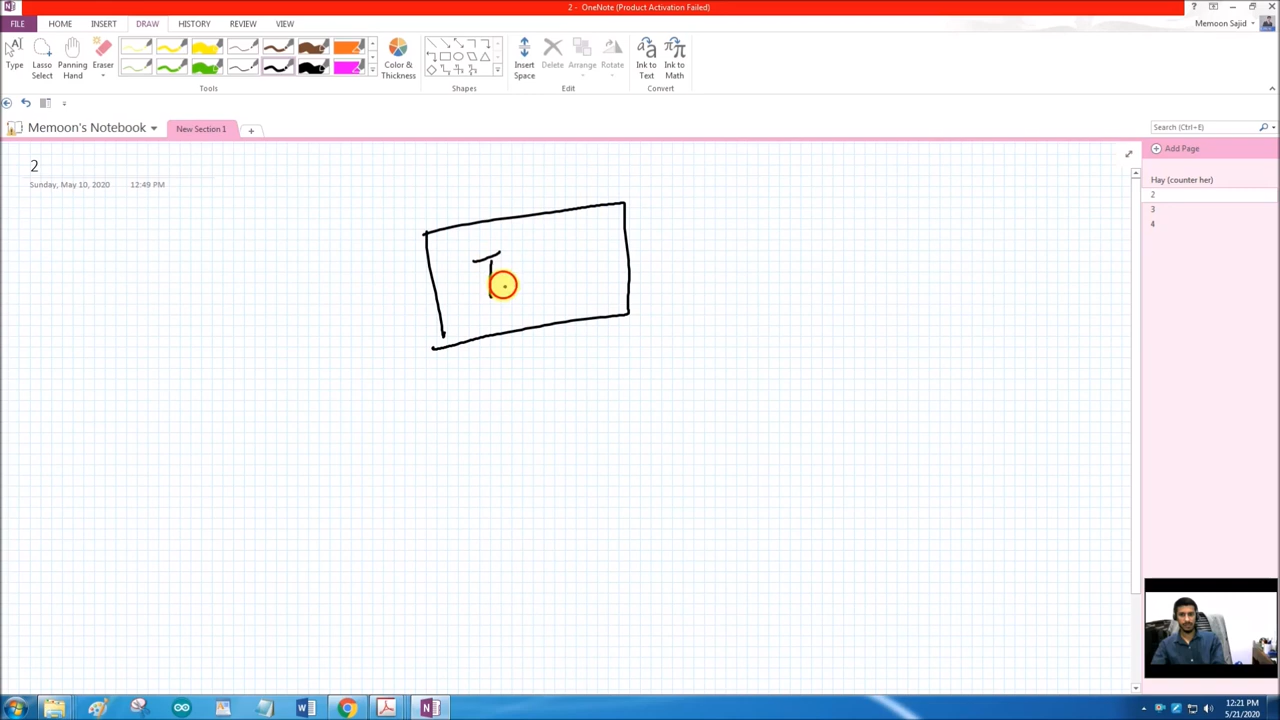 2 - OneNote (Product Activation Failed)
FILE HOME INSERT DRAW HISTORY REVIEW VIEW
Memoon Sajid
Type
Lasso Select
Panning Hand
Eraser
Color & Thickness
Insert Space
Delete
Arrange
Rotate
Ink to Text
Ink to Math
Tools
Shapes
Edit
Convert
Memoon's Notebook
New Section 1
Search (Ctrl+E)
2
Sunday, May 10, 2020 12:49 PM
Add Page
Hay (counter her)
2
3
4
T
12:21 PM
5/21/2020